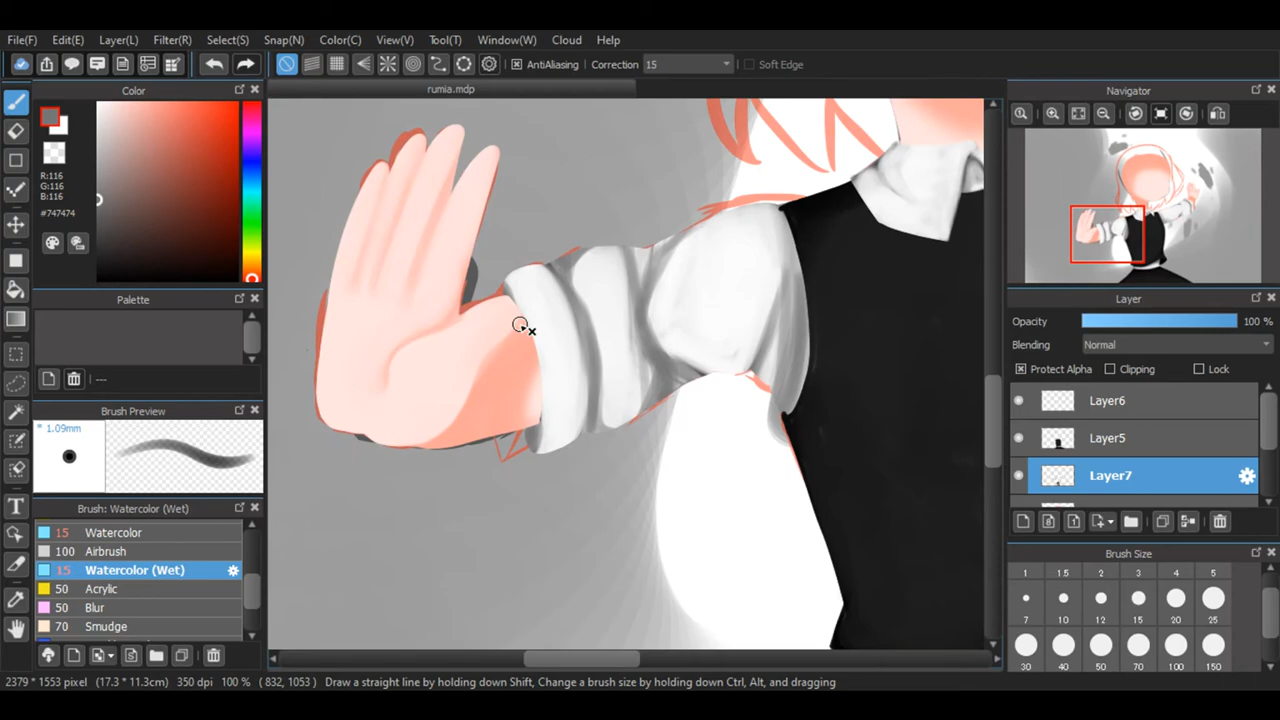 File(F) Edit(E) Layer(L) Filter(R) Select(S) Snap(N) Color(C) View(V) Tool(T) Window(W) Cloud Help
AntiAliasing Correction 15 Soft Edge
Color
rumia.mdp
Navigator
R:116
G:116
B:116
#747474
Palette
---
Brush Preview
* 1.09mm
Brush: Watercolor (Wet)
15 Watercolor
100 Airbrush
15 Watercolor (Wet)
50 Acrylic
50 Blur
70 Smudge
Layer
Opacity 100 %
Blending Normal
Protect Alpha Clipping Lock
Layer6
Layer5
Layer7
Brush Size
1 1.5 2 3 4 5
7 10 12 15 20 25
30 40 50 70 100 150
2379 * 1553 pixel (17.3 * 11.3cm) 350 dpi 100 % ( 832, 1053 ) Draw a straight line by holding down Shift, Change a brush size by holding down Ctrl, Alt, and dragging